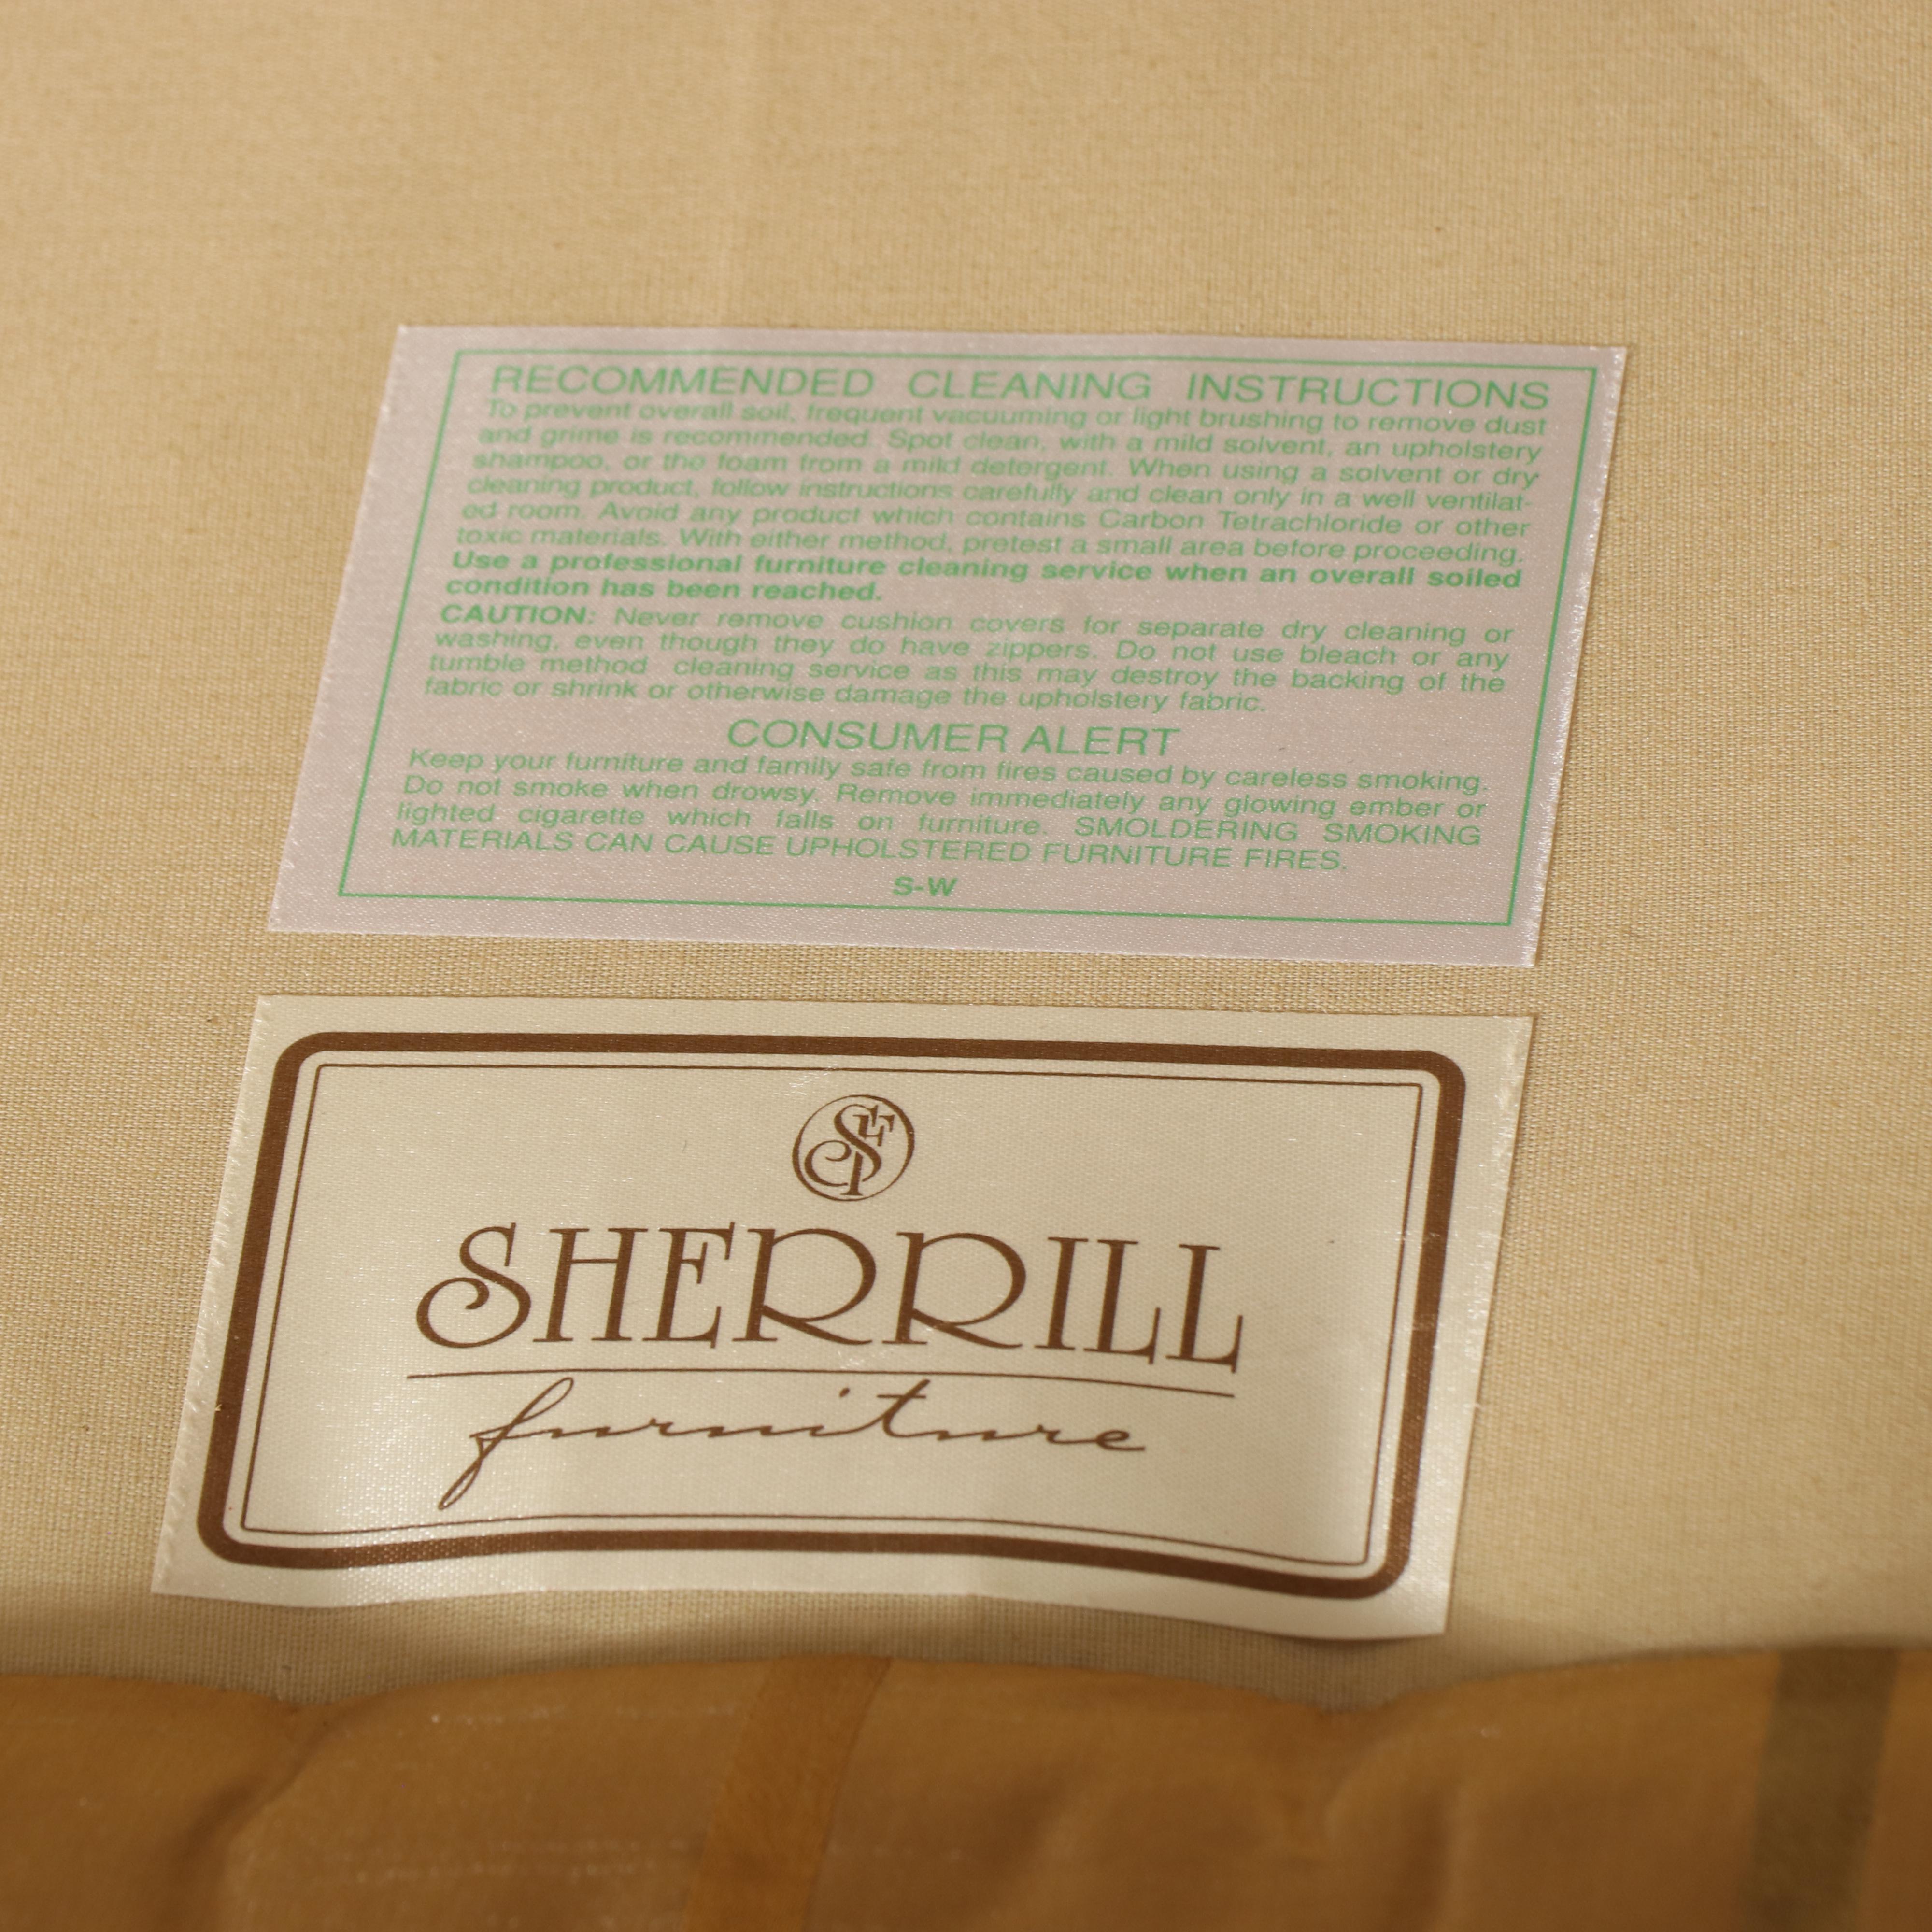 RECOMMENDED CLEANING INSTRUCTIONS
To prevent overall soil, frequent vacuuming or light brushing to remove dust
and grime is recommended. Spot clean, with a mild solvent, an upholstery
shampoo, or the foam from a mild detergent. When using a solvent or dry
cleaning product, follow instructions carefully and clean only in a well ventilat-
ed room. Avoid any product which contains Carbon Tetrachloride or other
toxic materials. With either method, pretest a small area before proceeding.
Use a professional furniture cleaning service when an overall soiled
condition has been reached.
CAUTION: Never remove cushion covers for separate dry cleaning or
washing, even though they do have zippers. Do not use bleach or any
tumble method cleaning service as this may destroy the backing of the
fabric or shrink or otherwise damage the upholstery fabric.
CONSUMER ALERT
Keep your furniture and family safe from fires caused by careless smoking.
Do not smoke when drowsy. Remove immediately any glowing ember or
lighted cigarette which falls on furniture. SMOLDERING SMOKING
MATERIALS CAN CAUSE UPHOLSTERED FURNITURE FIRES.
S-W
SF
SHERRILL
furniture